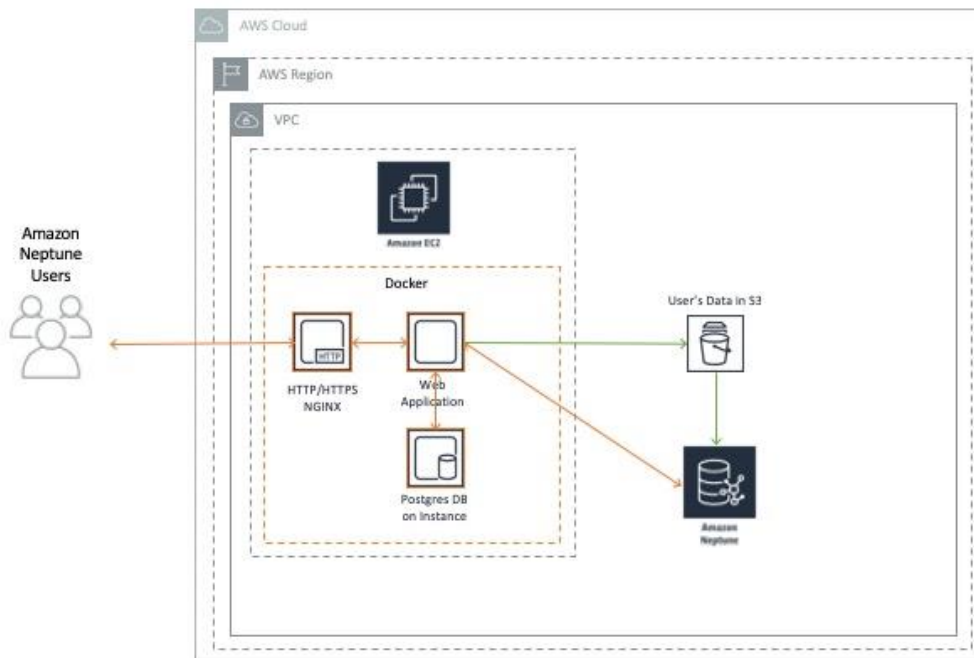 AWS Cloud
AWS Region
VPC
Amazon EC2
Amazon
Neptune
Users
Docker
HTTP
HTTP/HTTPS
NGINX
Web
Application
Postgres DB
on Instance
User's Data in S3
Amazon
Neptune